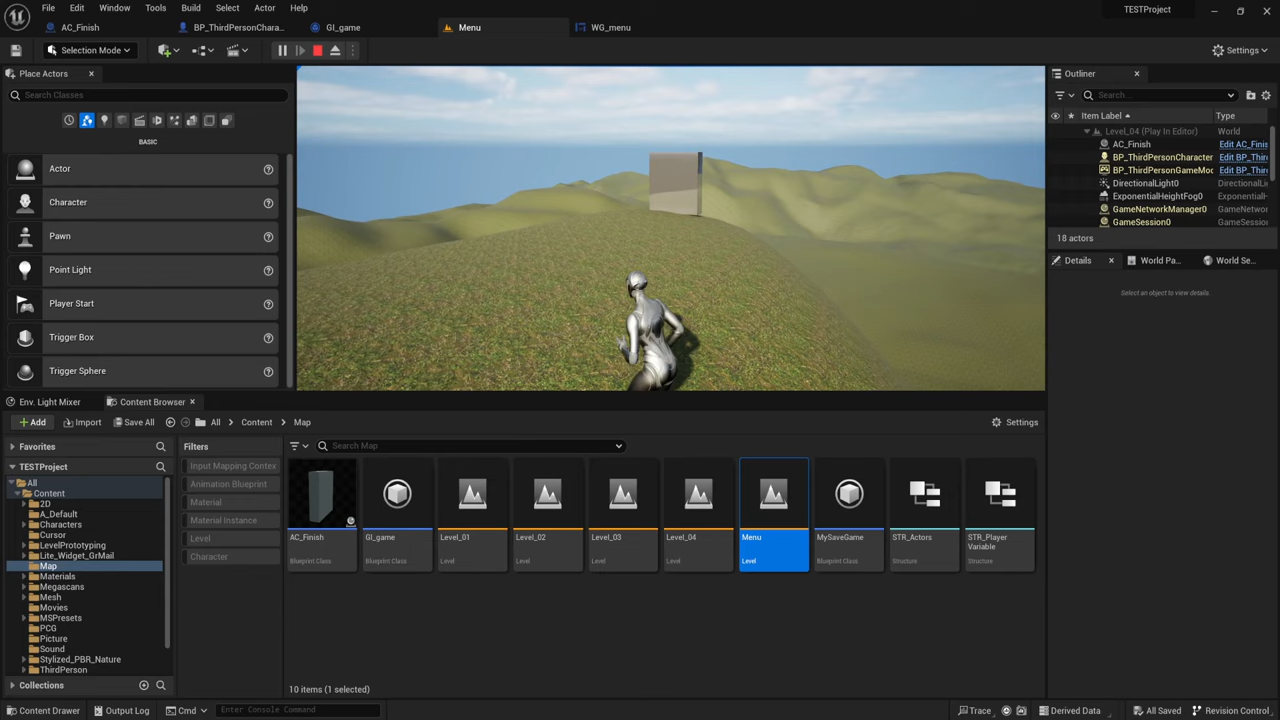 File Edit Window Tools Build Select Actor Help
TESTProject
AC_Finish
BP_ThirdPersonChara...
GI_game
Menu
WG_menu
Selection Mode
Settings
Place Actors
Search Classes
BASIC
Actor
Character
Pawn
Point Light
Player Start
Trigger Box
Trigger Sphere
Outliner
Search...
Item Label
Type
Level_04 (Play In Editor)
World
AC_Finish
Edit AC_Finis
BP_ThirdPersonCharacter
Edit BP_Thir
BP_ThirdPersonGameMod
Edit BP_Thir
DirectionalLight0
DirectionalLi
ExponentialHeightFog0
ExponentialH
GameNetworkManager0
GameNetwo
GameSession0
GameSessio
18 actors
Details
World Pa...
World Se...
Select an object to view details.
Env. Light Mixer
Content Browser
Add
Import
Save All
All
Content
Map
Settings
Favorites
TESTProject
All
Content
2D
A_Default
Characters
Cursor
LevelPrototyping
Lite_Widget_GrMail
Map
Materials
Megascans
Mesh
Movies
MSPresets
PCG
Picture
Sound
Stylized_PBR_Nature
ThirdPerson
Collections
Filters
Input Mapping Contex
Animation Blueprint
Material
Material Instance
Level
Character
Search Map
AC_Finish
Blueprint Class
GI_game
Blueprint Class
Level_01
Level
Level_02
Level
Level_03
Level
Level_04
Level
Menu
Level
MySaveGame
Blueprint Class
STR_Actors
Structure
STR_Player
Variable
Structure
10 items (1 selected)
Content Drawer
Output Log
Cmd
Enter Console Command
Trace
Derived Data
All Saved
Revision Control